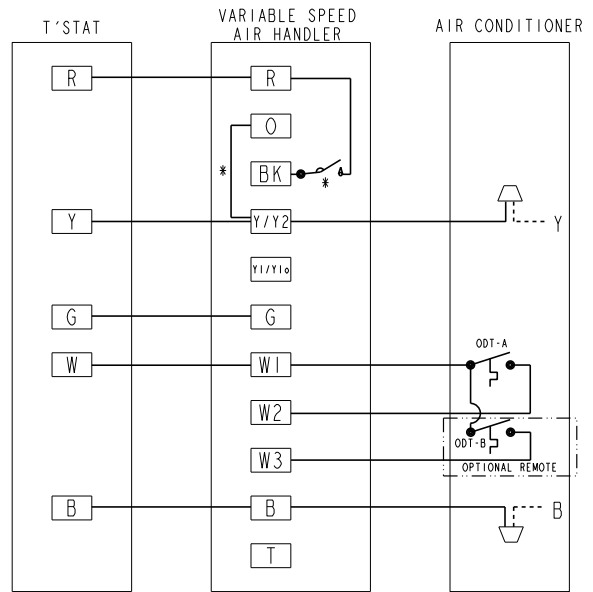 T'STAT
VARIABLE SPEED
AIR HANDLER
AIR CONDITIONER
R
R
O
*
BK
*
Y
Y/Y2
Y
Y1/Y1o
G
G
ODT-A
W
W1
W2
ODT-B
W3
OPTIONAL REMOTE
B
B
B
T